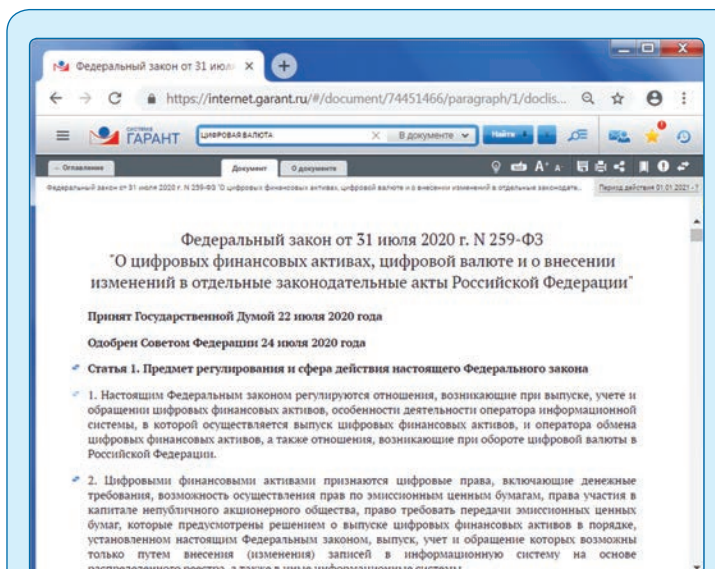 Федеральный закон от 31 июл
https://internet.garant.ru/#/document/74451466/paragraph/1/doclis...
СИСТЕМА
ГАРАНТ
ЦИФРОВАЯ ВАЛЮТА
В документе
Найти
Оглавление
Документ
О документе
Федеральный закон от 31 июля 2020 г. N 259-ФЗ "О цифровых финансовых активах, цифровой валюте и о внесении изменений в отдельные законодате..
Период действия 01.01.2021 - ?
Федеральный закон от 31 июля 2020 г. N 259-ФЗ
"О цифровых финансовых активах, цифровой валюте и о внесении
изменений в отдельные законодательные акты Российской Федерации"
Принят Государственной Думой 22 июля 2020 года
Одобрен Советом Федерации 24 июля 2020 года
Статья 1. Предмет регулирования и сфера действия настоящего Федерального закона
1. Настоящим Федеральным законом регулируются отношения, возникающие при выпуске, учете и
обращении цифровых финансовых активов, особенности деятельности оператора информационной
системы, в которой осуществляется выпуск цифровых финансовых активов, и оператора обмена
цифровых финансовых активов, а также отношения, возникающие при обороте цифровой валюты в
Российской Федерации.
2. Цифровыми финансовыми активами признаются цифровые права, включающие денежные
требования, возможность осуществления прав по эмиссионным ценным бумагам, права участия в
капитале непубличного акционерного общества, право требовать передачи эмиссионных ценных
бумаг, которые предусмотрены решением о выпуске цифровых финансовых активов в порядке,
установленном настоящим Федеральным законом, выпуск, учет и обращение которых возможны
только путем внесения (изменения) записей в информационную систему на основе
распределенного реестра, а также в иные информационные системы.